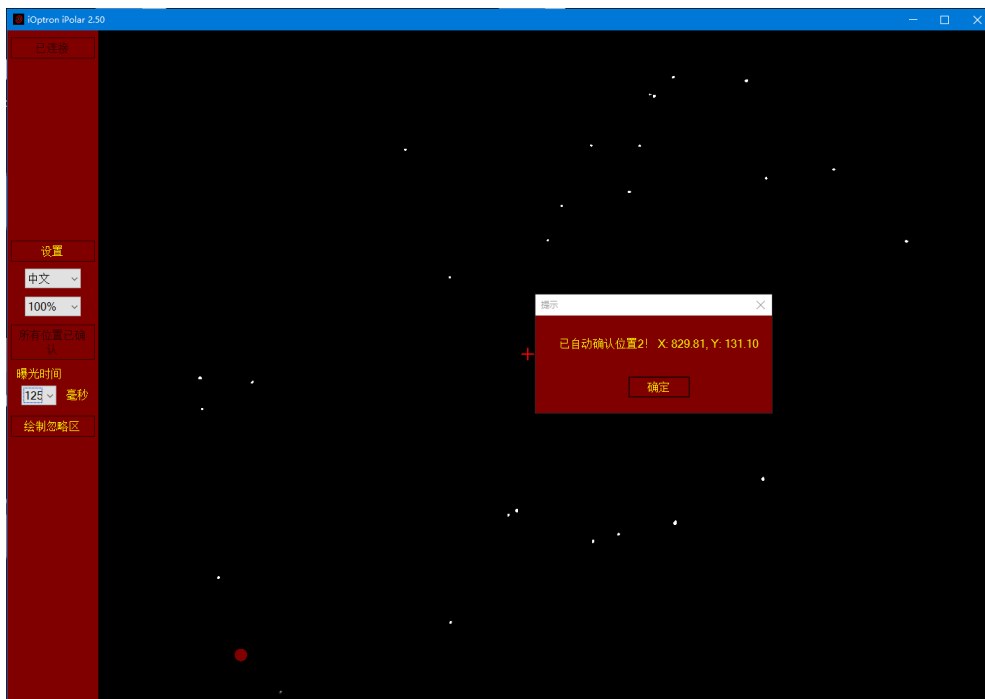 iOptron iPolar 2.50
已连接
设置
中文
100%
所有位置已确
认
曝光时间
125 毫秒
绘制忽略区
提示
已自动确认位置2! X: 829.81, Y: 131.10
确定